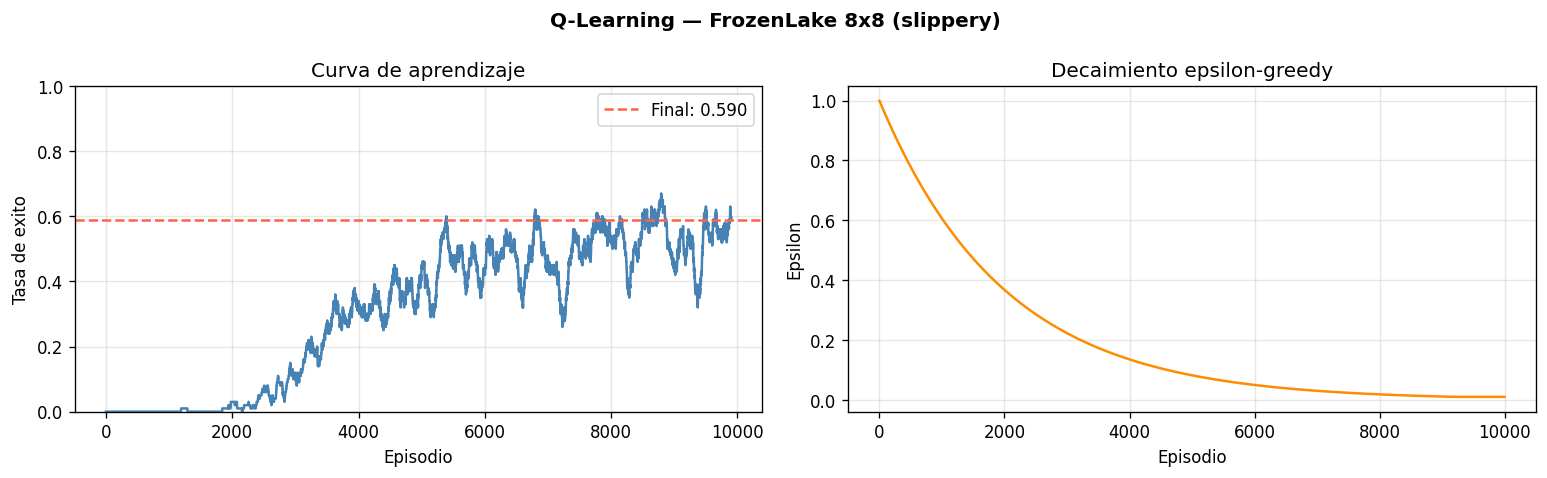 Q-Learning — FrozenLake 8x8 (slippery)
Curva de aprendizaje
1.0
0.8
0.6
0.4
0.2
0.0
Tasa de exito
Final: 0.590
0 2000 4000 6000 8000 10000
Episodio
Decaimiento epsilon-greedy
1.0
0.8
0.6
0.4
0.2
0.0
Epsilon
0 2000 4000 6000 8000 10000
Episodio